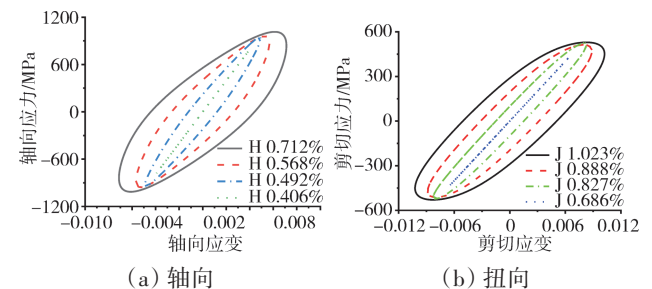 1200
600
0
−600
−1200
−0.010
−0.004
0.002
0.008
轴向应力/MPa
轴向应变
H 0.712%
H 0.568%
H 0.492%
H 0.406%
(a) 轴向
600
300
0
−300
−600
−0.012
−0.006
0
0.006
0.012
剪切应力/MPa
剪切应变
J 1.023%
J 0.888%
J 0.827%
J 0.686%
(b) 扭向